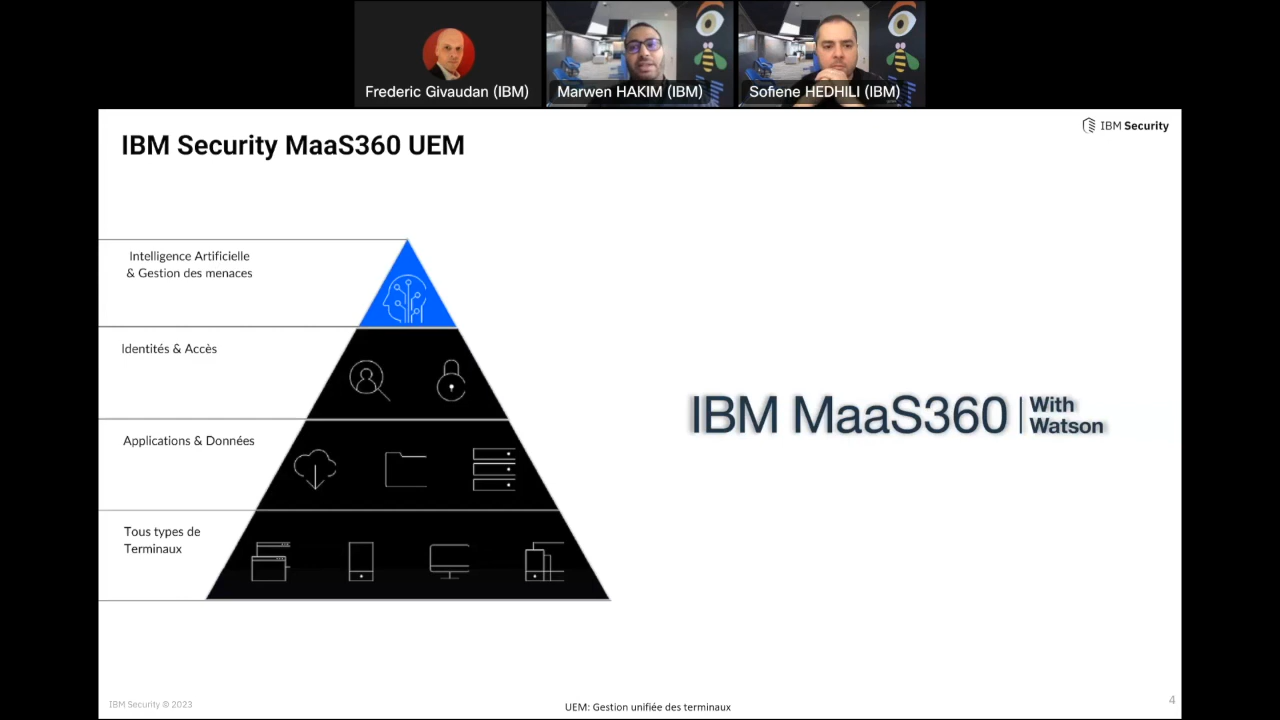 Frederic Givaudan (IBM)
Marwen HAKIM (IBM)
Sofiene HEDHILI (IBM)
IBM Security MaaS360 UEM
IBM Security
Intelligence Artificielle
& Gestion des menaces
Identités & Accès
Applications & Données
Tous types de
Terminaux
IBM MaaS360
With
Watson
IBM Security © 2023
UEM: Gestion unifiée des terminaux
4